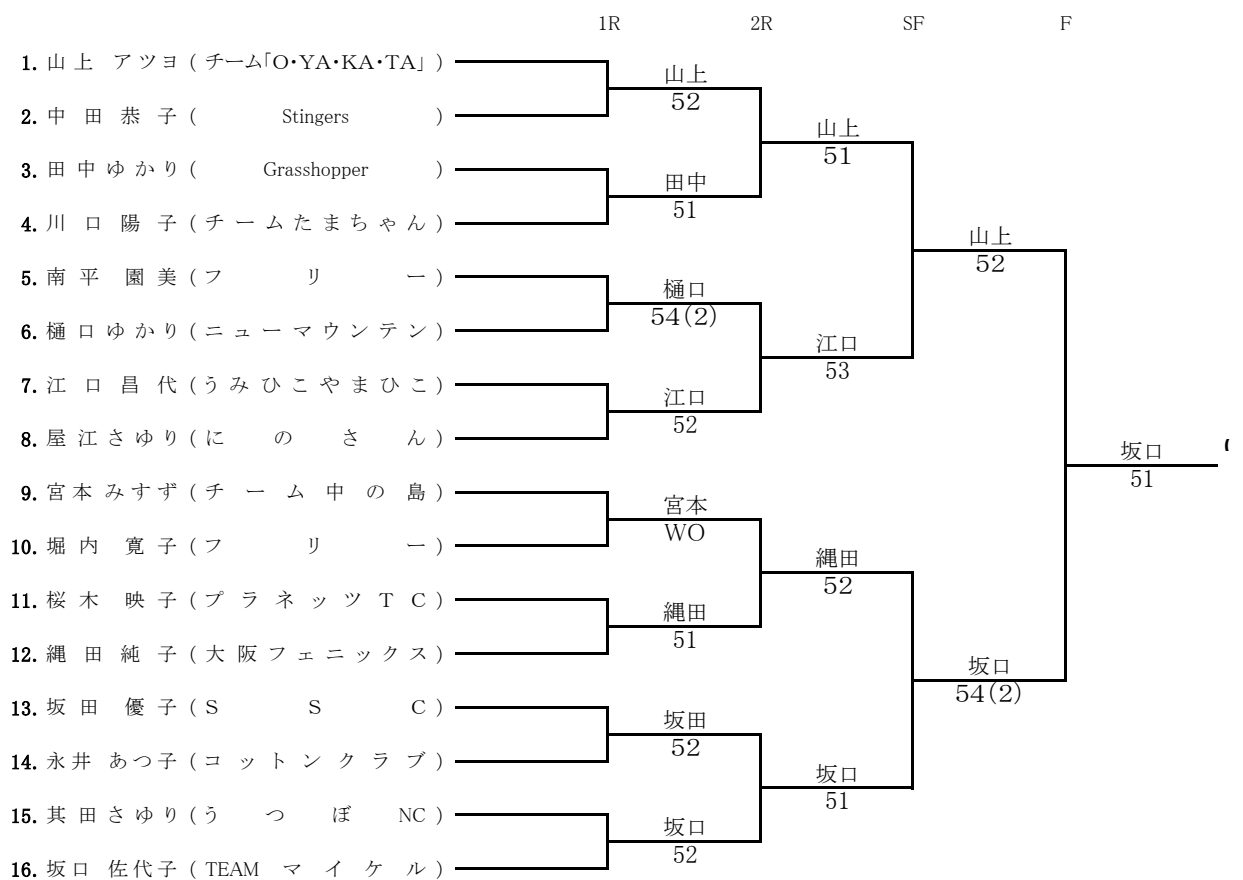 1R 2R SF F
1. 山上 アツヨ ( チーム「O・YA・KA・TA」 )
山上
52
2. 中田恭子 ( Stingers )
山上
51
3. 田中ゆかり ( Grasshopper )
田中
51
4. 川口陽子 ( チームたまちゃん )
山上
52
5. 南平 園美 ( フリー )
樋口
54(2)
6. 樋口ゆかり ( ニューマウンテン )
江口
53
7. 江口昌代 ( うみひこやまひこ )
江口
52
8. 屋江さゆり ( にのさん )
坂口
51
9. 宮本みすず ( チーム中の島 )
宮本
WO
10. 堀内 寛子 ( フリー )
縄田
52
11. 桜木 映子 ( プラネッツTC )
縄田
51
12. 縄田純子 ( 大阪フェニックス )
坂口
54(2)
13. 坂田 優子 ( SSC )
坂田
52
14. 永井 あつ子 ( コットンクラブ )
坂口
51
15. 其田さゆり ( うつぼNC )
坂口
52
16. 坂口 佐代子 ( TEAM マイケル )